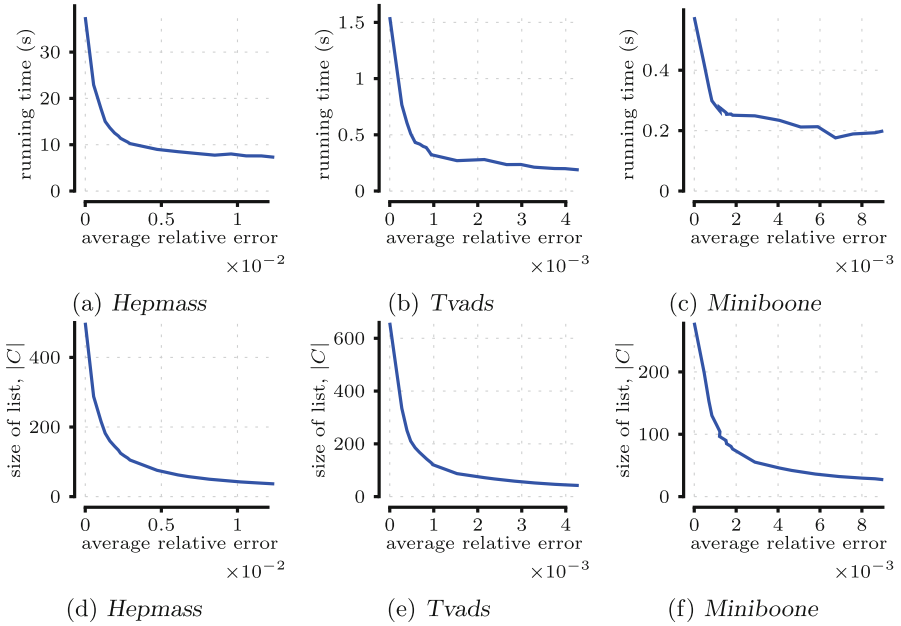 running time (s)
30
20
10
0
0 0.5 1
average relative error
×10⁻²
(a) Hepmass
running time (s)
1.5
1
0.5
0
0 1 2 3 4
average relative error
×10⁻³
(b) Tvads
running time (s)
0.4
0.2
0
0 2 4 6 8
average relative error
×10⁻³
(c) Miniboone
size of list, |C|
400
200
0
0 0.5 1
average relative error
×10⁻²
(d) Hepmass
size of list, |C|
600
400
200
0
0 1 2 3 4
average relative error
×10⁻³
(e) Tvads
size of list, |C|
200
100
0
0 2 4 6 8
average relative error
×10⁻³
(f) Miniboone